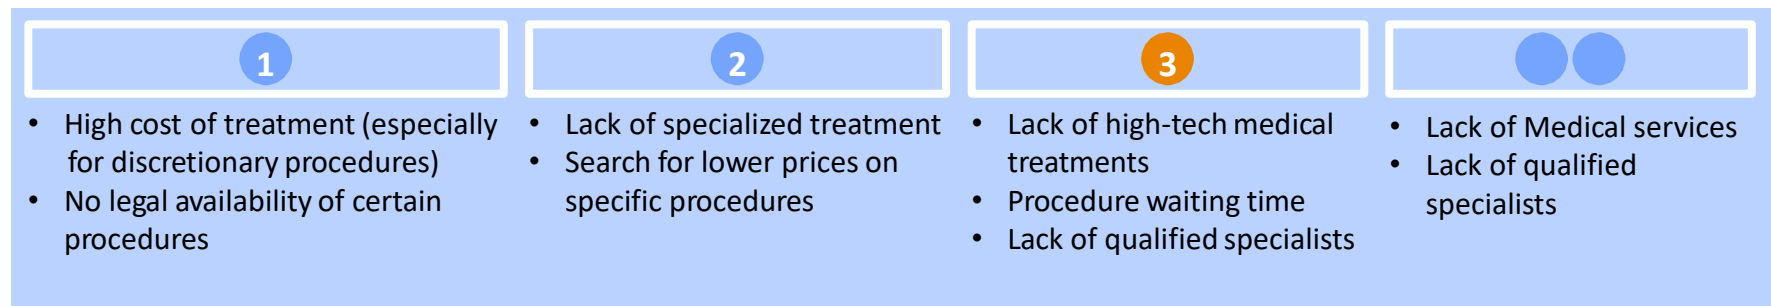 1
• High cost of treatment (especially
for discretionary procedures)
• No legal availability of certain
procedures
2
• Lack of specialized treatment
• Search for lower prices on
specific procedures
3
• Lack of high-tech medical
treatments
• Procedure waiting time
• Lack of qualified specialists
• Lack of Medical services
• Lack of qualified
specialists